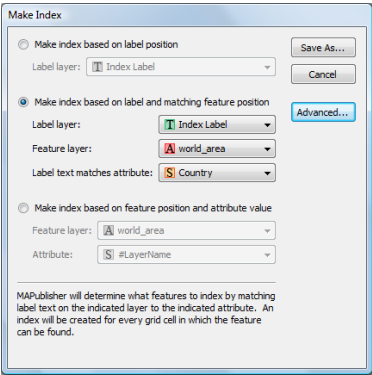 Make Index
Make index based on label position
Label layer: T Index Label
Make index based on label and matching feature position
Label layer: T Index Label
Feature layer: A world_area
Label text matches attribute: S Country
Make index based on feature position and attribute value
Feature layer: A world_area
Attribute: S #LayerName
MAPublisher will determine what features to index by matching
label text on the indicated layer to the indicated attribute. An
index will be created for every grid cell in which the feature
can be found.
Save As...
Cancel
Advanced...